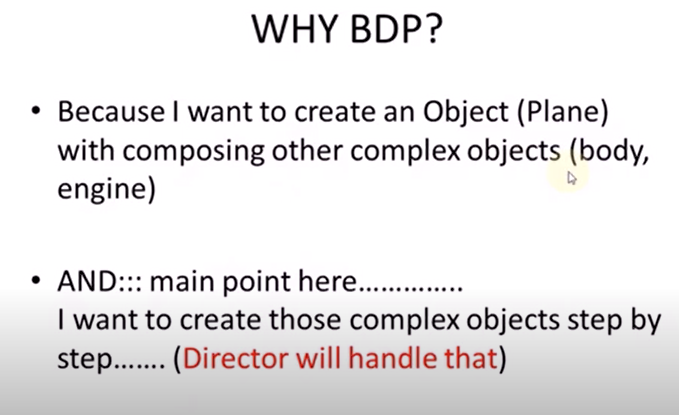 WHY BDP?
• Because I want to create an Object (Plane)
with composing other complex objects (body,
engine)
• AND::: main point here…………..
I want to create those complex objects step by
step……. (Director will handle that)